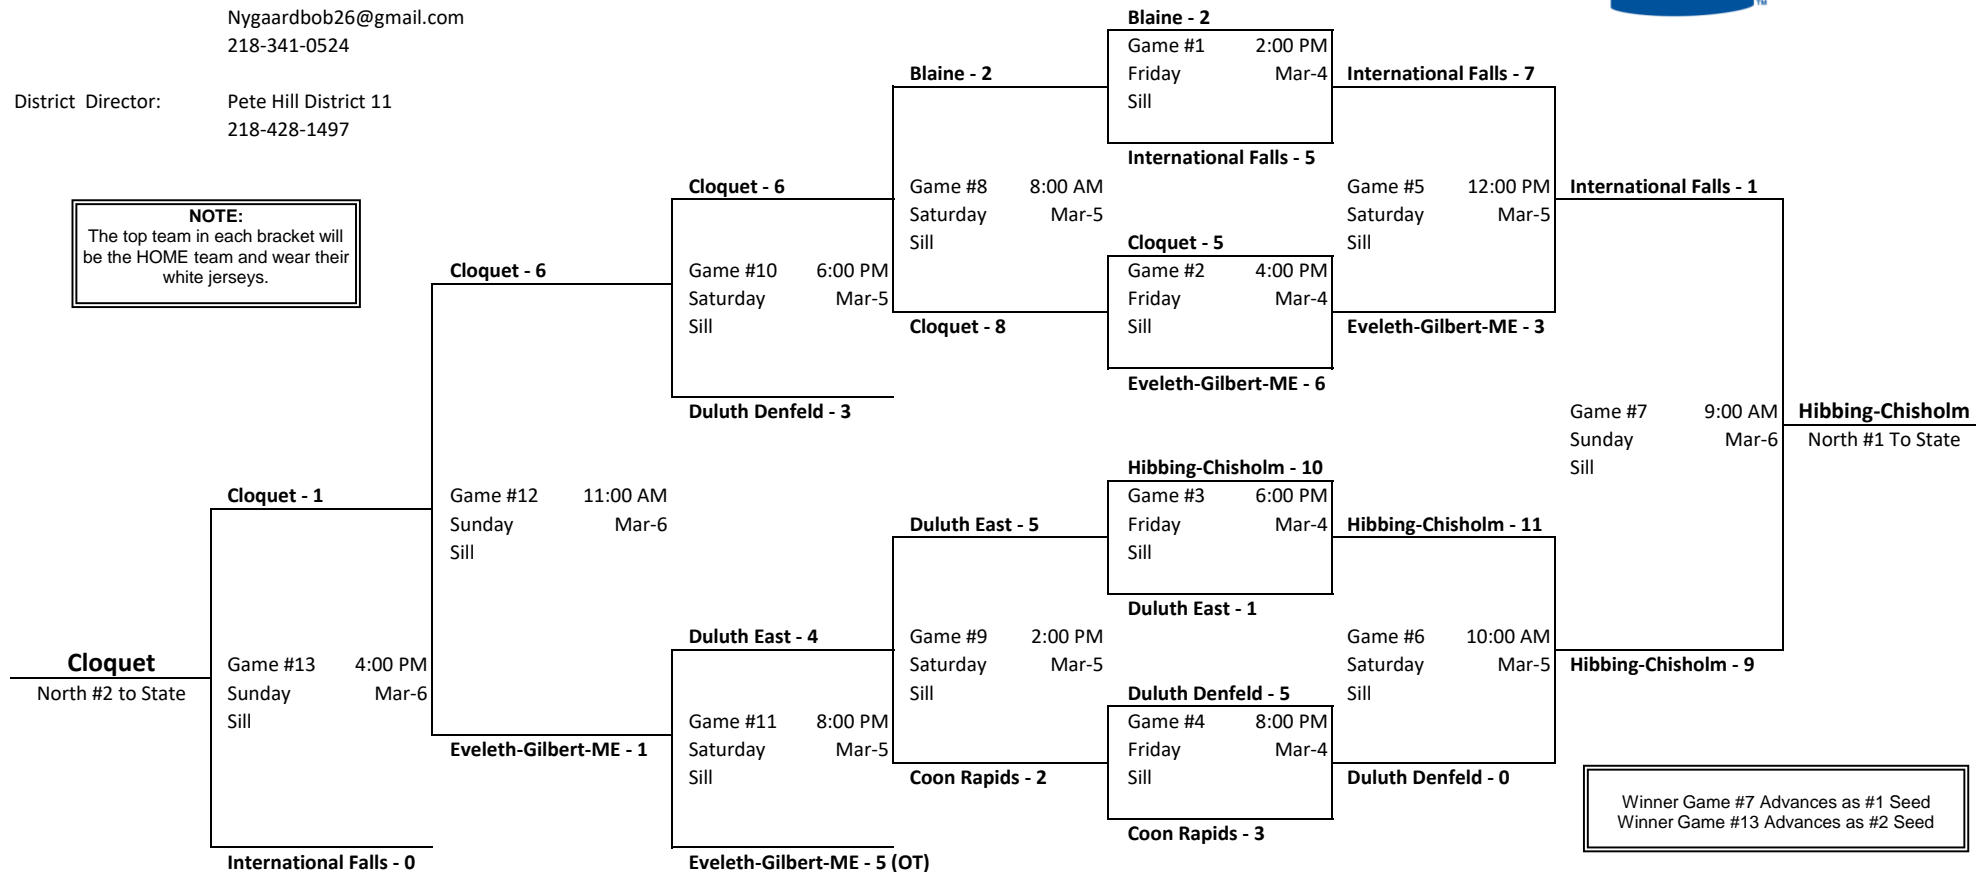 Nygaardbob26@gmail.com
218-341-0524
District Director: Pete Hill District 11
218-428-1497
NOTE:
The top team in each bracket will
be the HOME team and wear their
white jerseys.
Cloquet
North #2 to State
Cloquet - 1
Game #13 4:00 PM
Sunday Mar-6
Sill
International Falls - 0
Cloquet - 6
Game #12 11:00 AM
Sunday Mar-6
Sill
Eveleth-Gilbert-ME - 1
Cloquet - 6
Game #10 6:00 PM
Saturday Mar-5
Sill
Duluth Denfeld - 3
Duluth East - 4
Game #11 8:00 PM
Saturday Mar-5
Sill
Eveleth-Gilbert-ME - 5 (OT)
Blaine - 2
Game #8 8:00 AM
Saturday Mar-5
Sill
Cloquet - 8
Duluth East - 5
Game #9 2:00 PM
Saturday Mar-5
Sill
Coon Rapids - 2
Blaine - 2
Game #1 2:00 PM
Friday Mar-4
Sill
International Falls - 5
Cloquet - 5
Game #2 4:00 PM
Friday Mar-4
Sill
Eveleth-Gilbert-ME - 6
Hibbing-Chisholm - 10
Game #3 6:00 PM
Friday Mar-4
Sill
Duluth East - 1
Duluth Denfeld - 5
Game #4 8:00 PM
Friday Mar-4
Sill
Coon Rapids - 3
International Falls - 7
Game #5 12:00 PM
Saturday Mar-5
Sill
Eveleth-Gilbert-ME - 3
Hibbing-Chisholm - 11
Game #6 10:00 AM
Saturday Mar-5
Sill
Duluth Denfeld - 0
International Falls - 1
Game #7 9:00 AM
Sunday Mar-6
Sill
Hibbing-Chisholm - 9
Hibbing-Chisholm
North #1 To State
Winner Game #7 Advances as #1 Seed
Winner Game #13 Advances as #2 Seed
TM